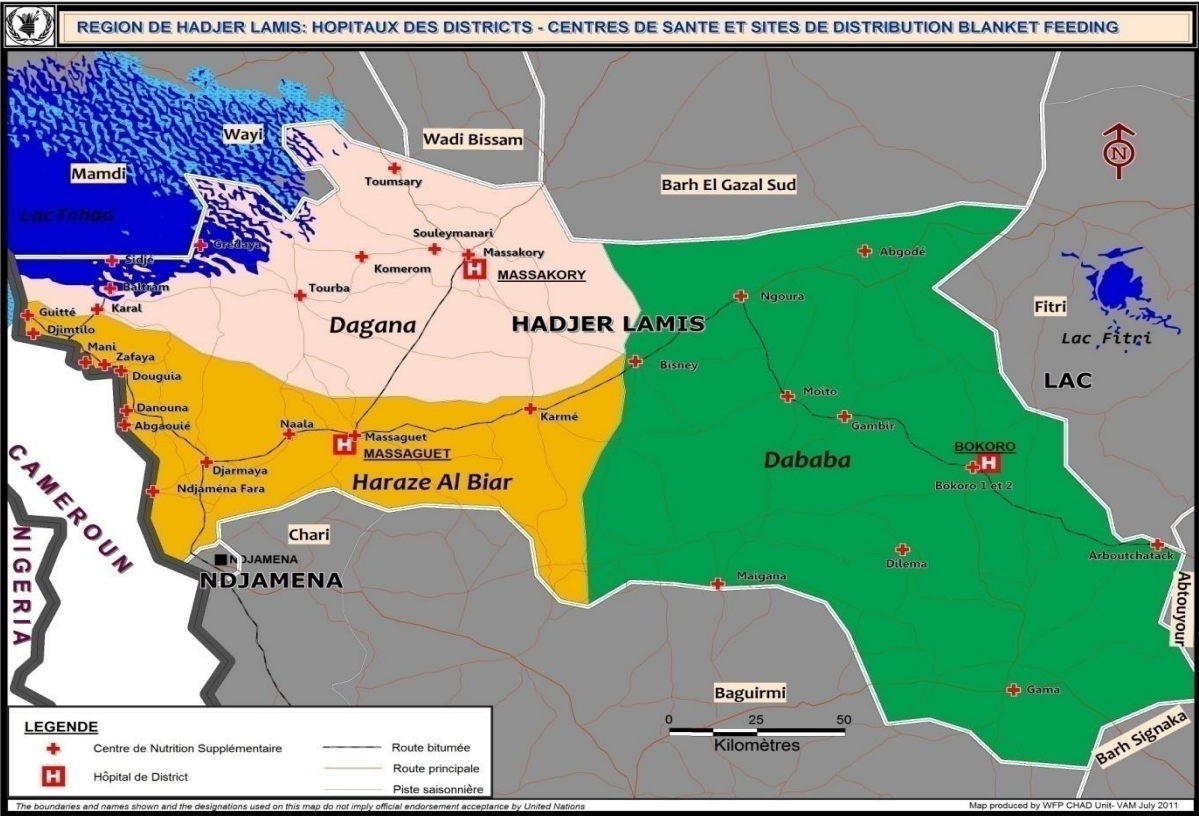 REGION DE HADJER LAMIS: HOPITAUX DES DISTRICTS - CENTRES DE SANTE ET SITES DE DISTRIBUTION BLANKET FEEDING
Wayi
Wadi Bissam
Mamdi
Toumsary
Barh El Gazal Sud
N
Lac Tchad
Gredaya
Souleymanari
Massakory
Abgodé
Sidjé
Komerom
MASSAKORY
Baltram
Tourba
Ngoura
Guitté
Karal
Fitri
Djimtilo
Dagana
HADJER LAMIS
Lac Fitri
Mani
Zafaya
Bisney
Douguia
LAC
Moito
Danouna
Karmé
Abgaouié
Naala
Gambir
Massaguet
MASSAGUET
BOKORO
Djarmaya
Dababa
Ndjaména Fara
Haraze Al Biar
Bokoro 1 et 2
CAMEROUN
NIGERIA
Chari
Arboutchatack
NDJAMENA
NDJAMENA
Dilema
Maigana
Abtouyour
Baguirmi
Gama
Barh Signaka
0 25 50
Kilomètres
LEGENDE
Centre de Nutrition Supplémentaire
Route bitumée
Route principale
H Hôpital de District
Piste saisonnière
The boundaries and names shown and the designations used on this map do not imply official endorsement acceptance by United Nations
Map produced by WFP CHAD Unit- VAM July 2011